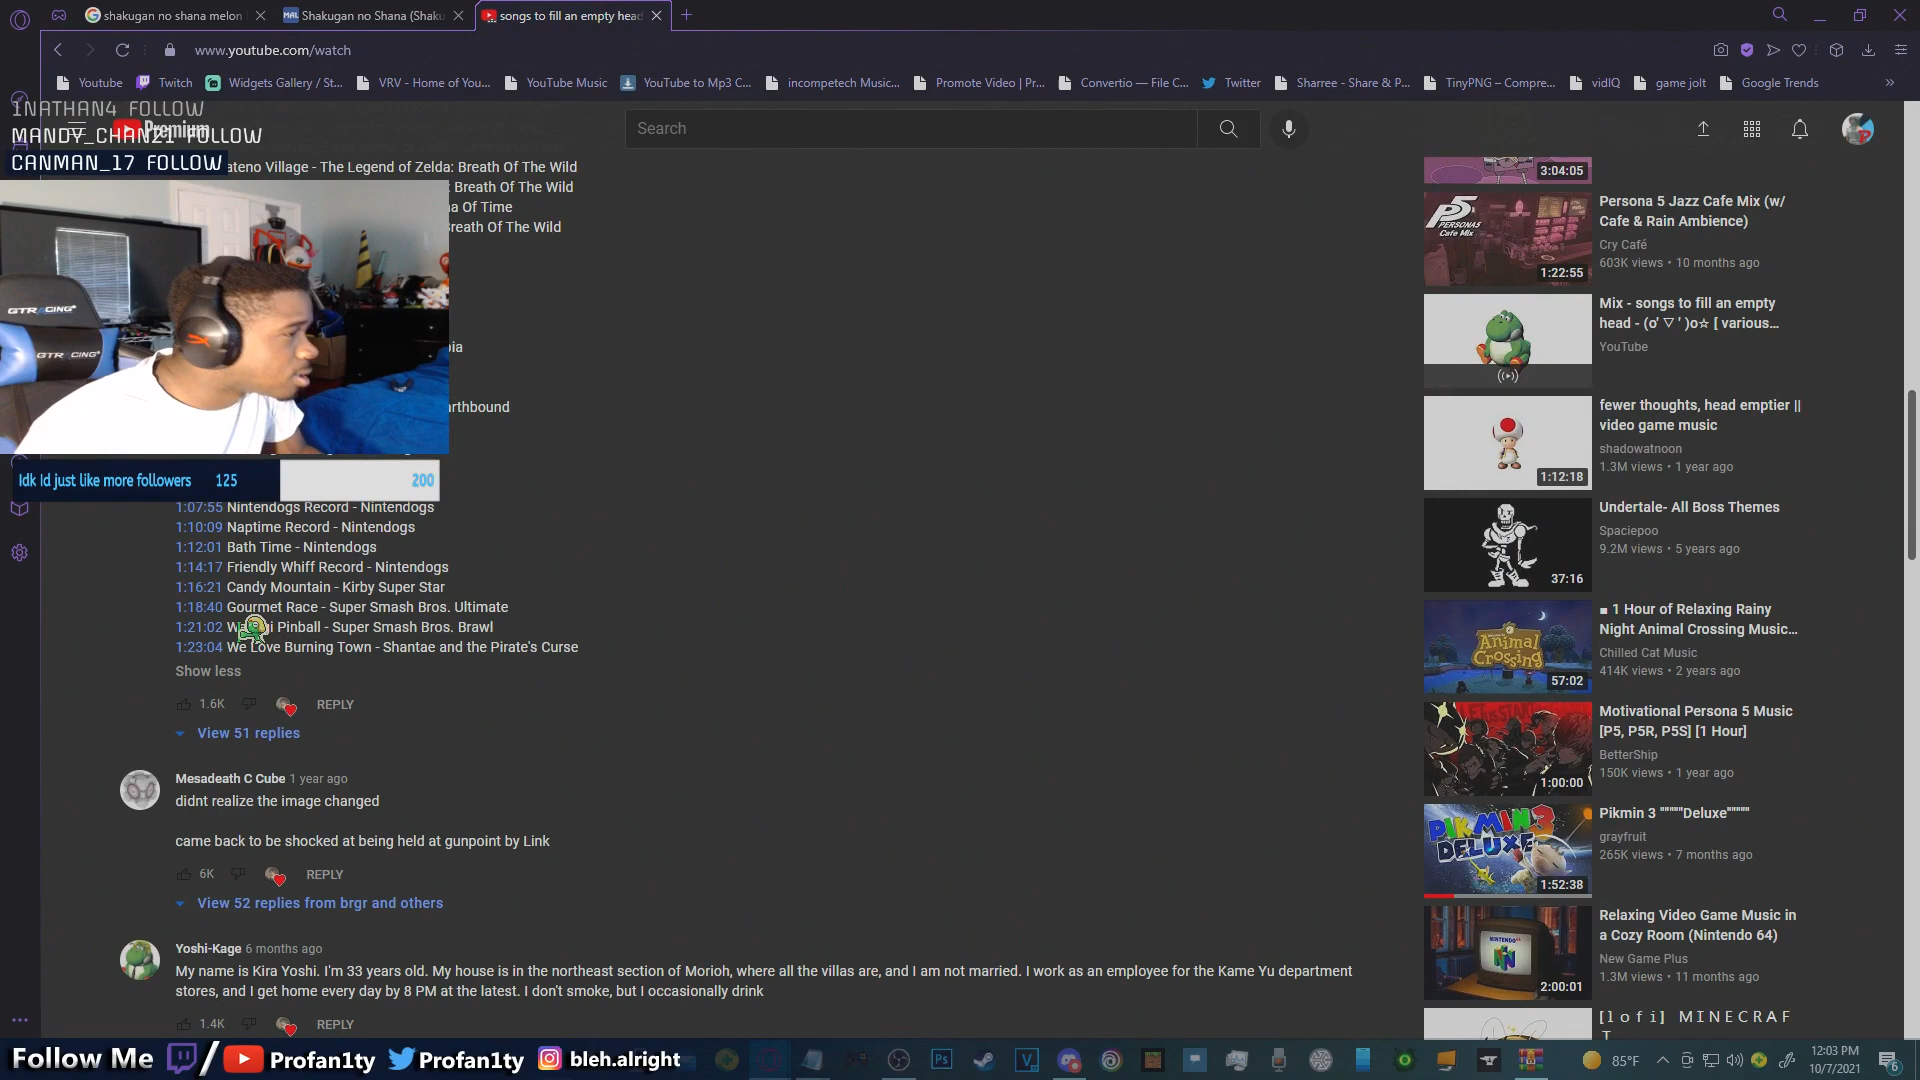 shakugan no shana melon
Shakugan no Shana (Shaku
songs to fill an empty head
www.youtube.com/watch
Youtube
Twitch
Widgets Gallery / St...
VRV - Home of You...
YouTube Music
YouTube to Mp3 C...
incompetech Music...
Promote Video | Pr...
Convertio — File C...
Twitter
Sharree - Share & P...
TinyPNG – Compre...
vidIQ
game jolt
Google Trends
1NATHAN4 FOLLOW
MANDY_CHAN21 FOLLOW
CANMAN_17 FOLLOW
Premium
Search
ateno Village - The Legend of Zelda: Breath Of The Wild
Breath Of The Wild
a Of Time
reath Of The Wild
ia
arthbound
GTRACING
GTRACING
Idk Id just like more followers 125 200
1:07:55 Nintendogs Record - Nintendogs
1:10:09 Naptime Record - Nintendogs
1:12:01 Bath Time - Nintendogs
1:14:17 Friendly Whiff Record - Nintendogs
1:16:21 Candy Mountain - Kirby Super Star
1:18:40 Gourmet Race - Super Smash Bros. Ultimate
1:21:02 Pinball - Super Smash Bros. Brawl
1:23:04 We Love Burning Town - Shantae and the Pirate's Curse
Show less
1.6K REPLY
View 51 replies
Mesadeath C Cube 1 year ago
didnt realize the image changed
came back to be shocked at being held at gunpoint by Link
6K REPLY
View 52 replies from brgr and others
Yoshi-Kage 6 months ago
My name is Kira Yoshi. I'm 33 years old. My house is in the northeast section of Morioh, where all the villas are, and I am not married. I work as an employee for the Kame Yu department
stores, and I get home every day by 8 PM at the latest. I don't smoke, but I occasionally drink
1.4K REPLY
3:04:05
P5
PERSONA5
Cafe Mix
1:22:55
Persona 5 Jazz Cafe Mix (w/
Cafe & Rain Ambience)
Cry Café
603K views • 10 months ago
Mix - songs to fill an empty
head - (o' ▽ ' )o☆ [ various...
YouTube
1:12:18
fewer thoughts, head emptier ||
video game music
shadowatnoon
1.3M views • 1 year ago
37:16
Undertale- All Boss Themes
Spaciepoo
9.2M views • 5 years ago
Animal
Crossing
57:02
■ 1 Hour of Relaxing Rainy
Night Animal Crossing Music...
Chilled Cat Music
414K views • 2 years ago
1:00:00
Motivational Persona 5 Music
[P5, P5R, P5S] [1 Hour]
BetterShip
150K views • 1 year ago
PIKMIN 3
DELUXE
1:52:38
Pikmin 3 """""Deluxe"""""
grayfruit
265K views • 7 months ago
NINTENDO64
2:00:01
Relaxing Video Game Music in
a Cozy Room (Nintendo 64)
New Game Plus
1.3M views • 11 months ago
[ l o f i ] M I N E C R A F
T
Follow Me / Profan1ty Profan1ty bleh.alright
85°F
12:03 PM
10/7/2021
6